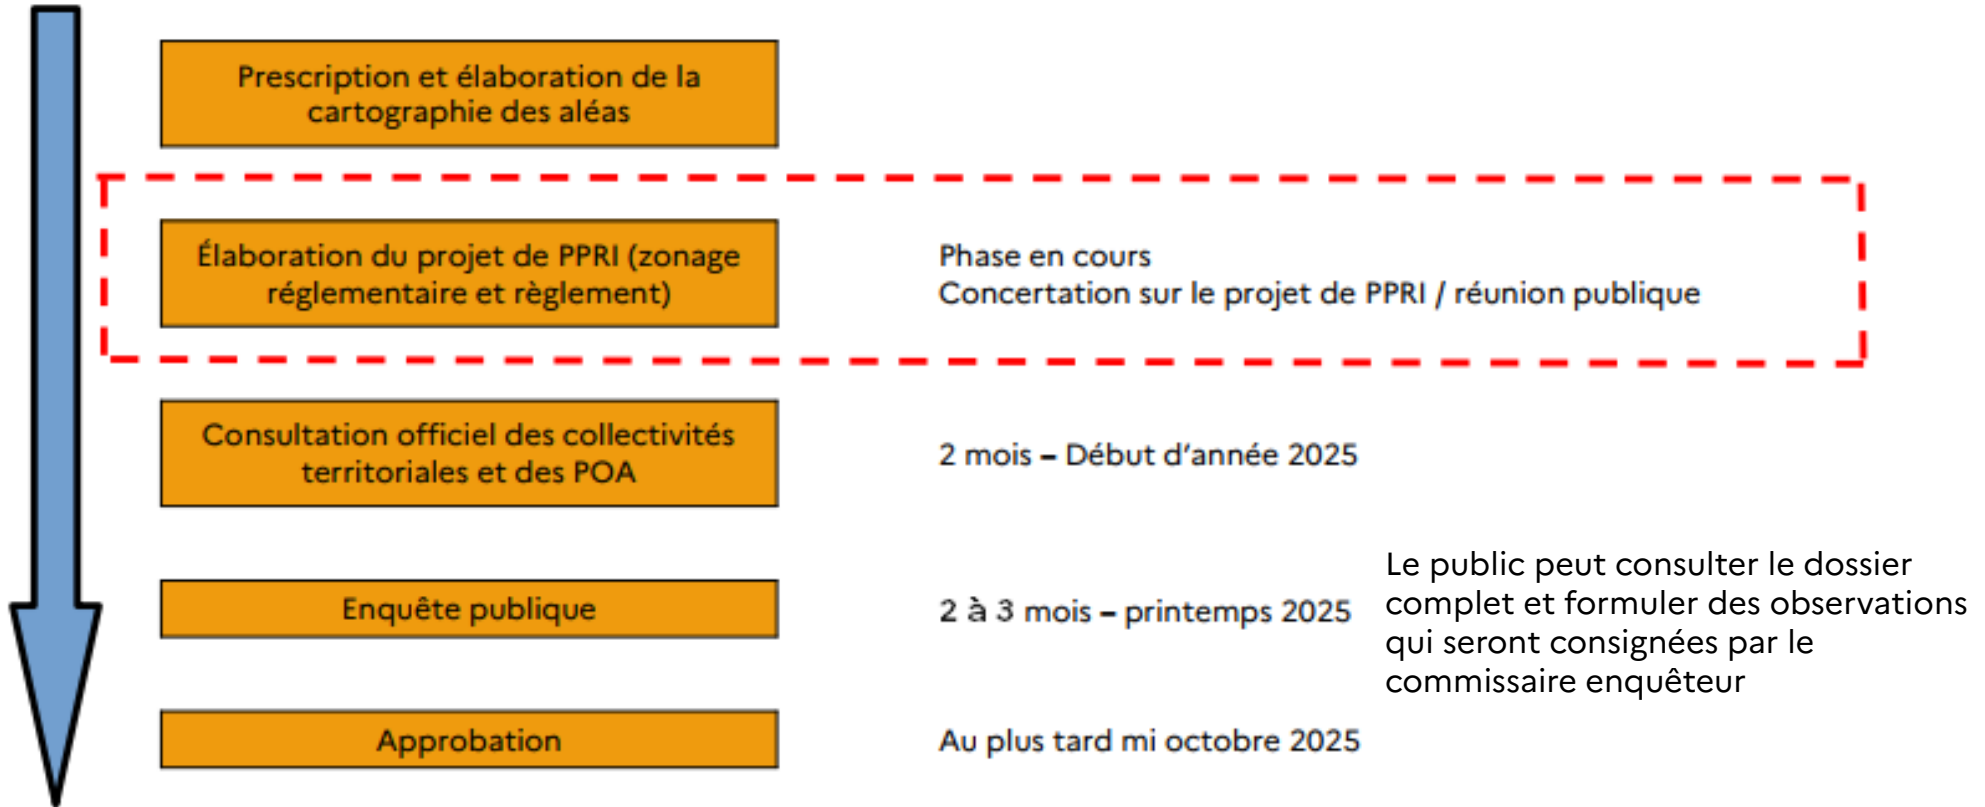 Prescription et élaboration de la
cartographie des aléas
Élaboration du projet de PPRI (zonage
réglementaire et règlement)
Phase en cours
Concertation sur le projet de PPRI / réunion publique
Consultation officiel des collectivités
territoriales et des POA
2 mois – Début d'année 2025
Enquête publique
2 à 3 mois – printemps 2025
Le public peut consulter le dossier
complet et formuler des observations
qui seront consignées par le
commissaire enquêteur
Approbation
Au plus tard mi octobre 2025